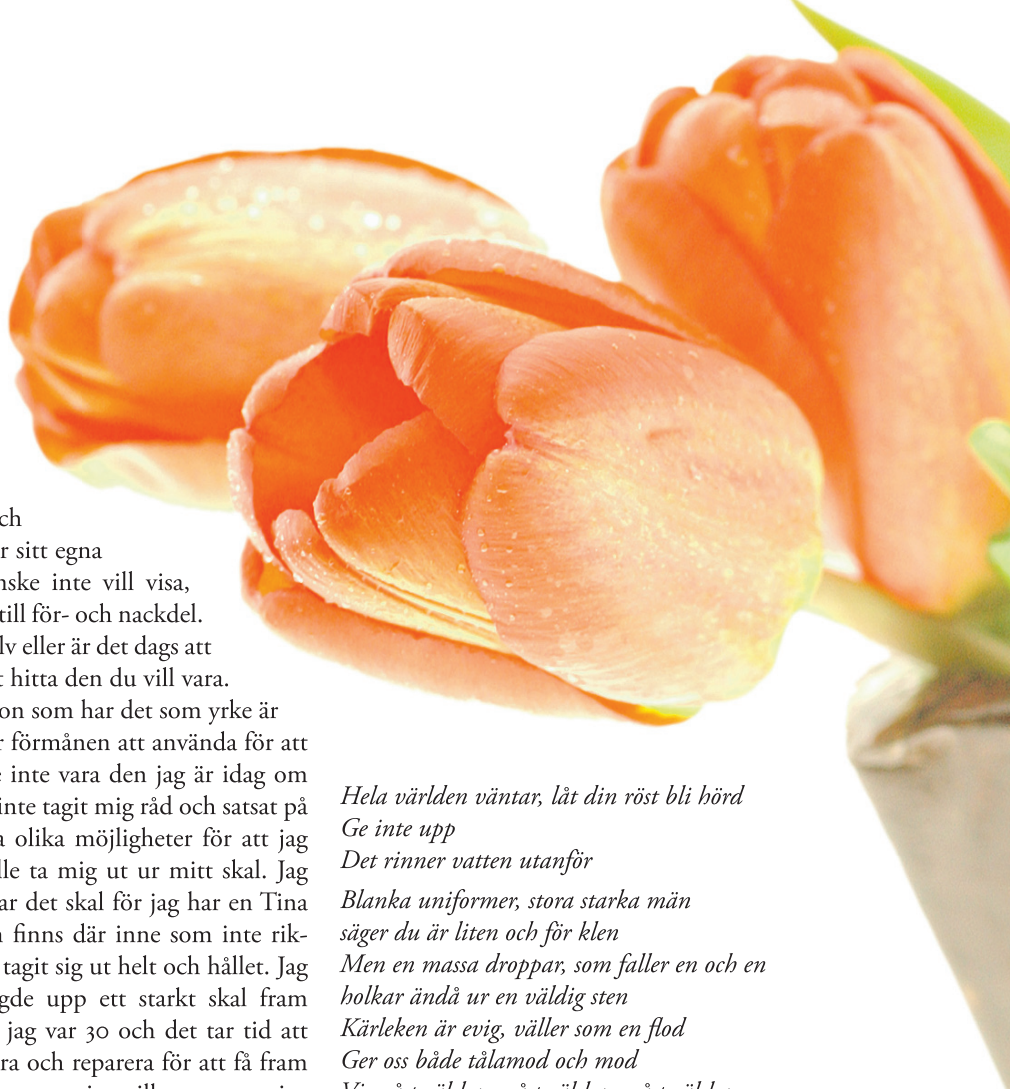 ch
r sitt egna
nske inte vill visa,
till för- och nackdel.
lv eller är det dags att
t hitta den du vill vara.
on som har det som yrke är
r förmånen att använda för att
e inte vara den jag är idag om
inte tagit mig råd och satsat på
a olika möjligheter för att jag
lle ta mig ut ur mitt skal. Jag
ar det skal för jag har en Tina
n finns där inne som inte rik-
tagit sig ut helt och hållet. Jag
gde upp ett starkt skal fram
jag var 30 och det tar tid att
ra och reparera för att få fram
Hela världen väntar, låt din röst bli hörd
Ge inte upp
Det rinner vatten utanför
Blanka uniformer, stora starka män
säger du är liten och för klen
Men en massa droppar, som faller en och en
holkar ändå ur en väldig sten
Kärleken är evig, väller som en flod
Ger oss både tålamod och mod